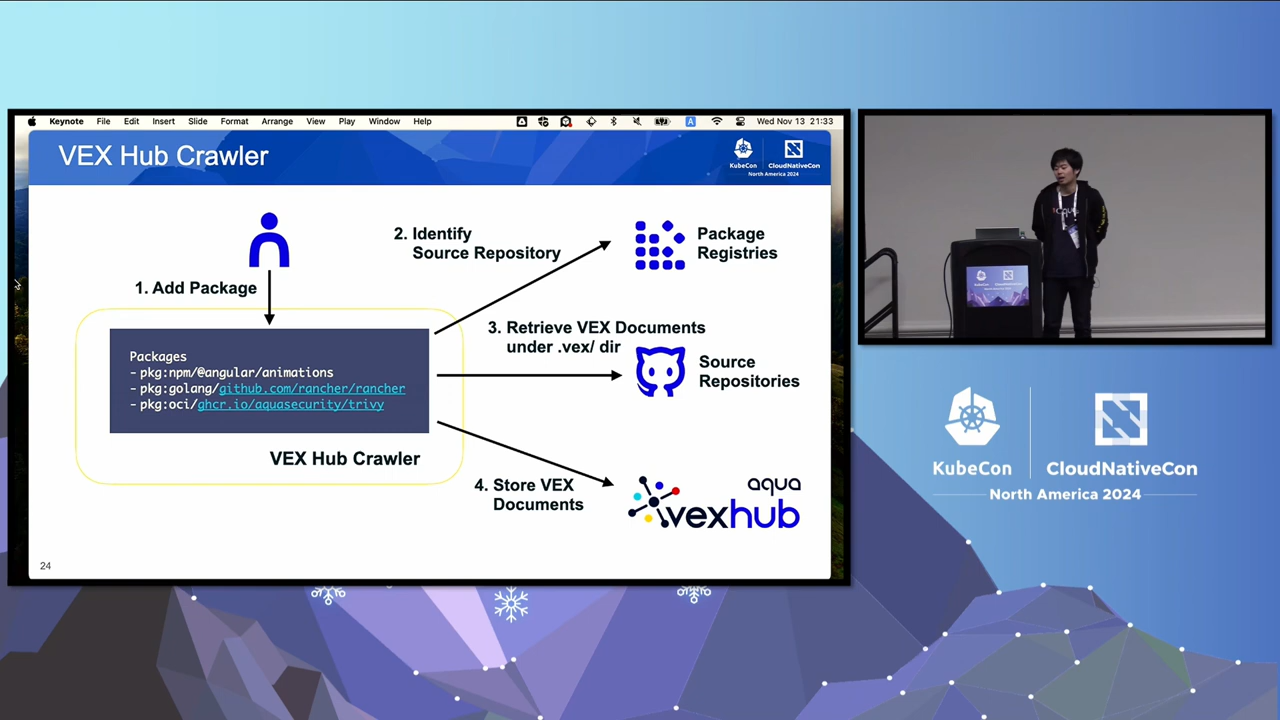 Keynote File Edit Insert Slide Format Arrange View Play Window Help A Wed Nov 13 21:33
VEX Hub Crawler
KubeCon CloudNativeCon
North America 2024
1. Add Package
2. Identify
Source Repository
Package
Registries
3. Retrieve VEX Documents
under .vex/ dir
Source
Repositories
Packages
- pkg:npm/@angular/animations
- pkg:golang/github.com/rancher/rancher
- pkg:oci/ghcr.io/aquasecurity/trivy
VEX Hub Crawler
4. Store VEX
Documents
aqua
vexhub
24
KubeCon CloudNativeCon
North America 2024